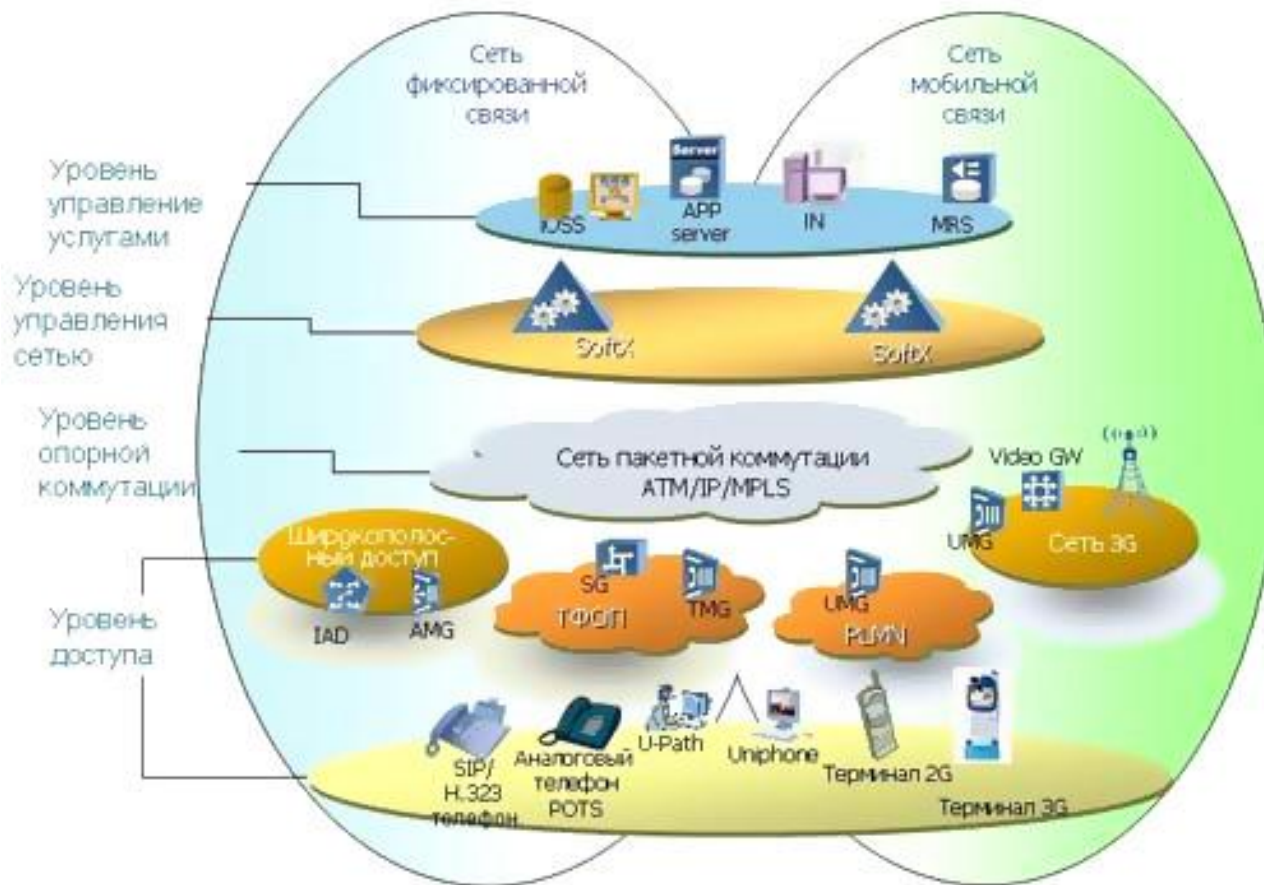 Сеть
фиксированной
связи
Сеть
мобильной
связи
Уровень
управление
услугами
Server
iOSS
APP
server
IN
MRS
Уровень
управления
сетью
SoftX
SoftX
Уровень
опорной
коммутации
Сеть пакетной коммутации
ATM/IP/MPLS
Video GW
UMG
Сеть 3G
Широкополос-
ный доступ
IAD
AMG
SG
ТФОП
TMG
UMG
PLMN
Уровень
доступа
SIP/
H.323
телефон
Аналоговый
телефон
POTS
U-Path
Uniphone
Терминал 2G
Терминал 3G